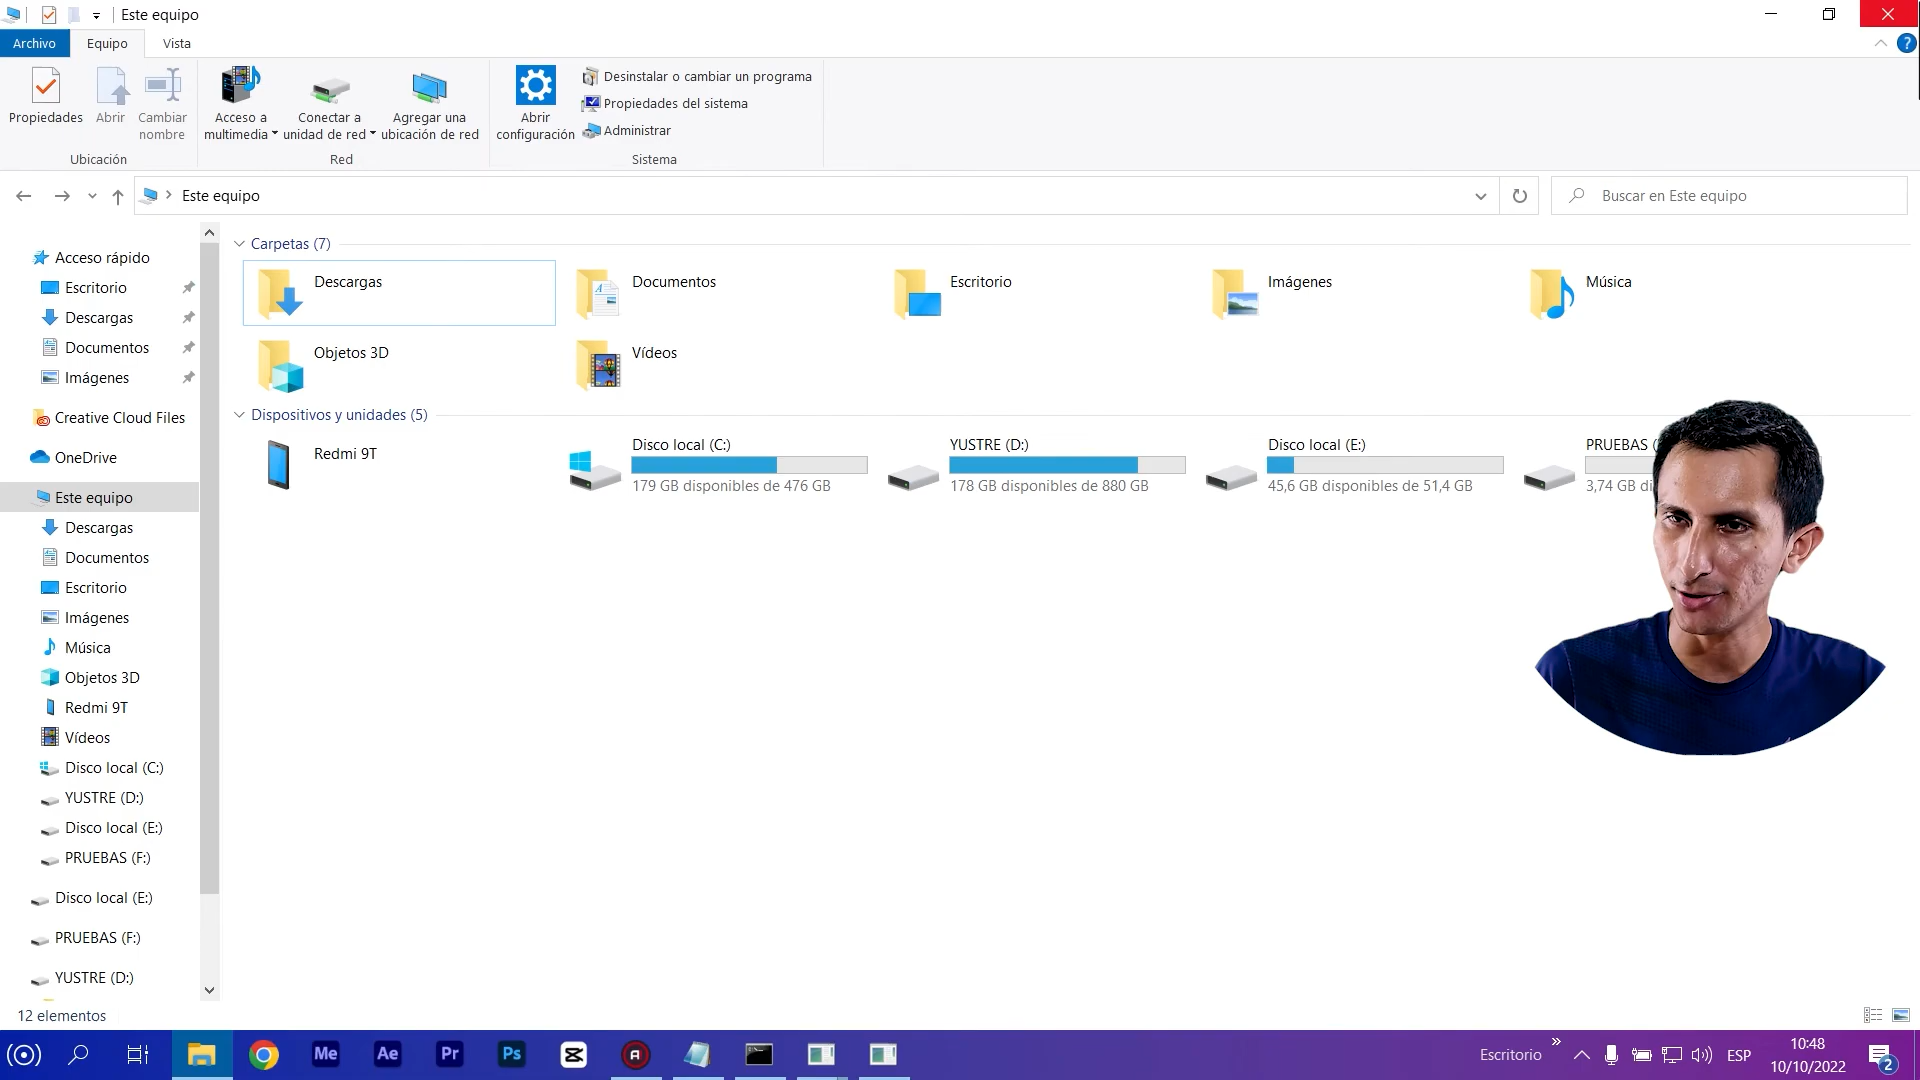 Este equipo
Archivo
Equipo
Vista
Propiedades
Abrir
Cambiar
nombre
Ubicación
Acceso a
multimedia
Conectar a
unidad de red
Agregar una
ubicación de red
Red
Abrir
configuración
Desinstalar o cambiar un programa
Propiedades del sistema
Administrar
Sistema
Este equipo
Buscar en Este equipo
Acceso rápido
Escritorio
Descargas
Documentos
Imágenes
Creative Cloud Files
OneDrive
Este equipo
Descargas
Documentos
Escritorio
Imágenes
Música
Objetos 3D
Redmi 9T
Vídeos
Disco local (C:)
YUSTRE (D:)
Disco local (E:)
PRUEBAS (F:)
Disco local (E:)
PRUEBAS (F:)
YUSTRE (D:)
Carpetas (7)
Descargas
Documentos
Escritorio
Imágenes
Música
Objetos 3D
Vídeos
Dispositivos y unidades (5)
Redmi 9T
Disco local (C:)
179 GB disponibles de 476 GB
YUSTRE (D:)
178 GB disponibles de 880 GB
Disco local (E:)
45,6 GB disponibles de 51,4 GB
PRUEBAS (
3,74 GB di
12 elementos
Me
Ae
Pr
Ps
Escritorio
ESP
10:48
10/10/2022
2